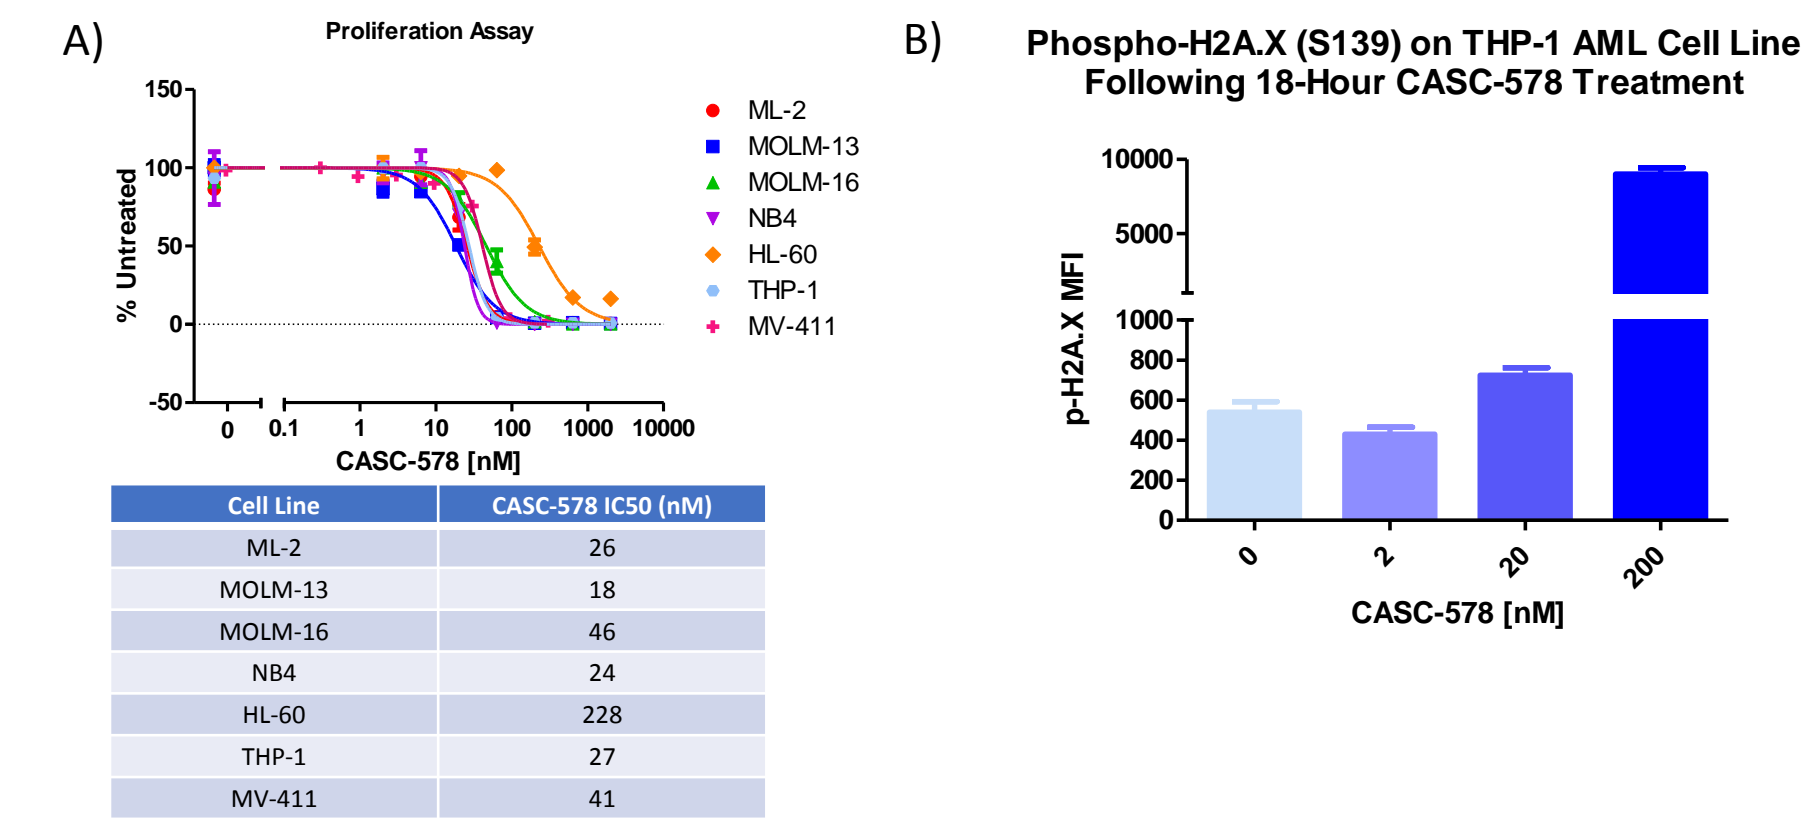 A)
Proliferation Assay
150
100
50
0
-50
% Untreated
0
0.1
1
10
100
1000
10000
CASC-578 [nM]
ML-2
MOLM-13
MOLM-16
NB4
HL-60
THP-1
MV-411
Cell Line CASC-578 IC50 (nM)
ML-2 26
MOLM-13 18
MOLM-16 46
NB4 24
HL-60 228
THP-1 27
MV-411 41
B)
Phospho-H2A.X (S139) on THP-1 AML Cell Line
Following 18-Hour CASC-578 Treatment
10000
5000
1000
800
600
400
200
0
p-H2A.X MFI
0
2
20
200
CASC-578 [nM]